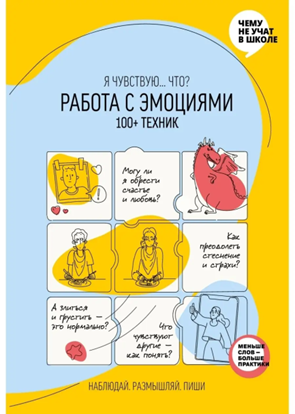 ЧЕМУ
НЕ УЧАТ
В ШКОЛЕ
Я ЧУВСТВУЮ... ЧТО?
РАБОТА С ЭМОЦИЯМИ
100+ ТЕХНИК
Могу ли
я обрести
счастье
и любовь?
Как
преодолеть
стеснение
и страхи?
А злиться
и грустить —
это нормально?
Что
чувствуют
другие —
как понять?
МЕНЬШЕ
СЛОВ —
БОЛЬШЕ
ПРАКТИКИ
НАБЛЮДАЙ. РАЗМЫШЛЯЙ. ПИШИ